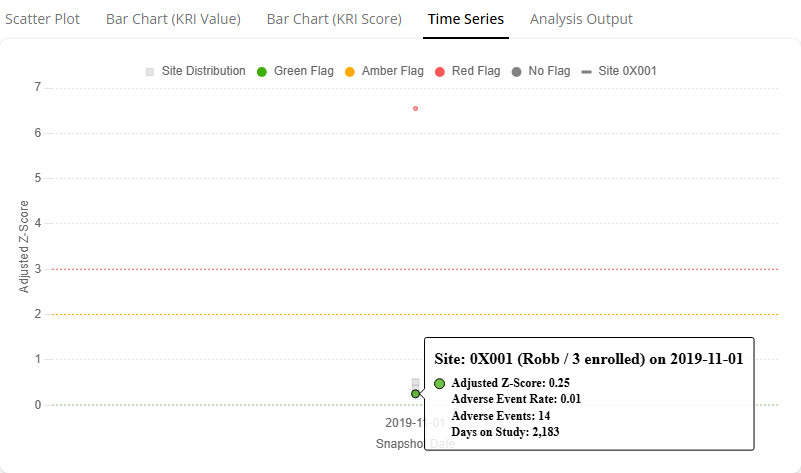 Scatter Plot Bar Chart (KRI Value) Bar Chart (KRI Score) Time Series Analysis Output
Site Distribution Green Flag Amber Flag Red Flag No Flag Site 0X001
7
6
5
4
3
2
1
0
Adjusted Z-Score
Site: 0X001 (Robb / 3 enrolled) on 2019-11-01
Adjusted Z-Score: 0.25
Adverse Event Rate: 0.01
Adverse Events: 14
Days on Study: 2,183
2019-11-01
Snapshot Date